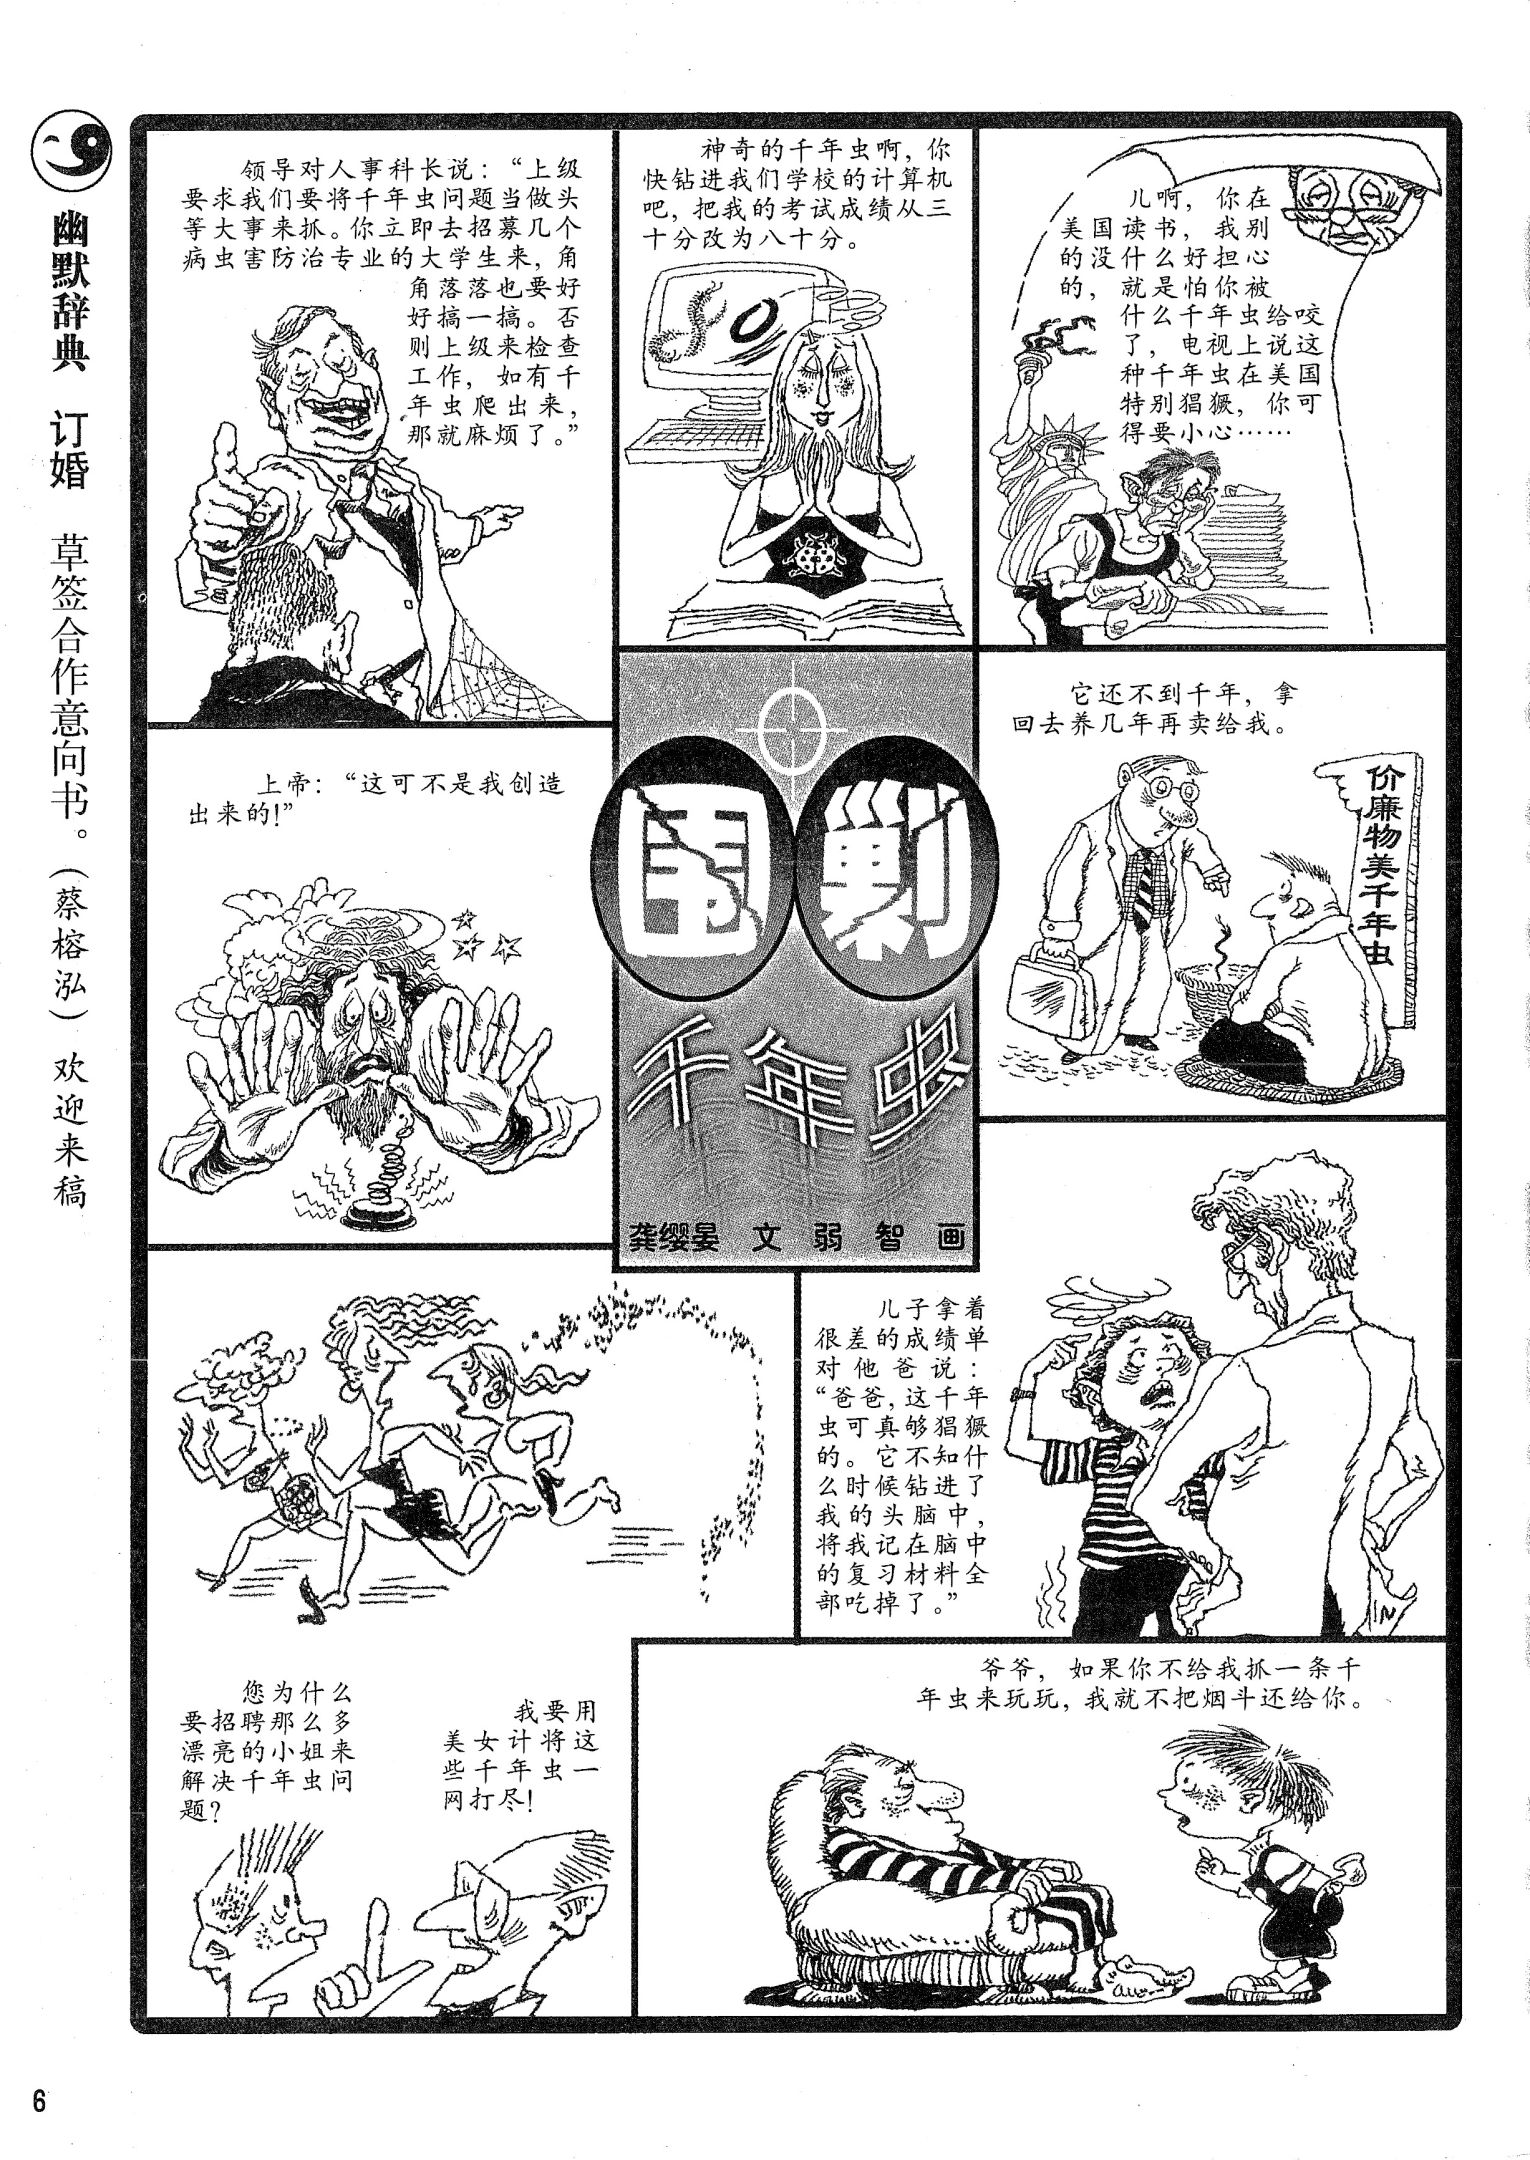 幽默辞典 订婚 草签合作意向书。(蔡榕泓) 欢迎来稿
领导对人事科长说：“上级
要求我们要将千年虫问题当做头
等大事来抓。你立即去招募几个
病虫害防治专业的大学生来，角
角落落也要好
好搞一搞。否
则上级来检查
工作，如有千
年虫爬出来，
那就麻烦了。”
神奇的千年虫啊，你
快钻进我们学校的计算机
吧，把我的考试成绩从三
十分改为八十分。
儿啊，你在
美国读书，我别
的没什么好担心
的，就是怕你被
什么千年虫给咬
了，电视上说这
种千年虫在美国
特别猖獗，你可
得要小心……
上帝：“这可不是我创造
出来的！”
围剿
千年虫
龚缨晏 文 弱智 画
它还不到千年，拿
回去养几年再卖给我。
价廉物美千年虫
儿子拿着
很差的成绩单
对他爸说：
“爸爸，这千年
虫可真够猖獗
的。它不知什
么时候钻进了
我的头脑中，
将我记在脑中
的复习材料全
部吃掉了。”
您为什么
要招聘那么多
漂亮的小姐来
解决千年虫问
题？
我要用
美女计将这
些千年虫一
网打尽！
爷爷，如果你不给我抓一条千
年虫来玩玩，我就不把烟斗还给你。
6